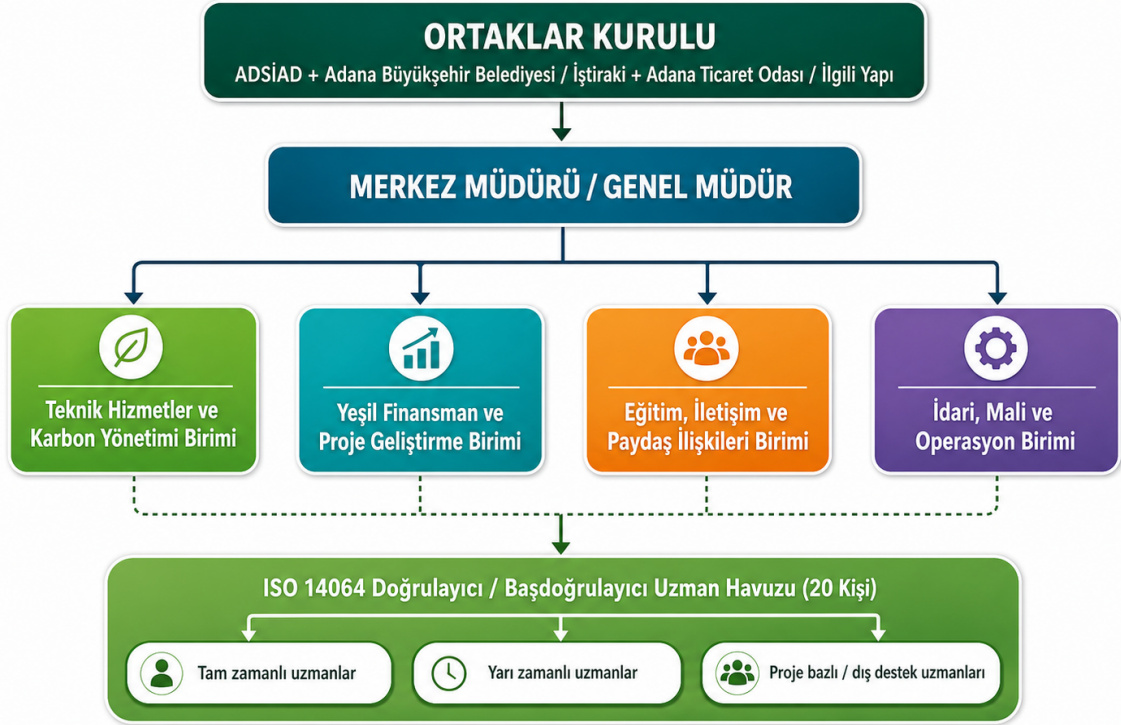 ORTAKLAR KURULU
ADSİAD + Adana Büyükşehir Belediyesi / İştiraki + Adana Ticaret Odası / İlgili Yapı
MERKEZ MÜDÜRÜ / GENEL MÜDÜR
Teknik Hizmetler ve
Karbon Yönetimi Birimi
Yeşil Finansman ve
Proje Geliştirme Birimi
Eğitim, İletişim ve
Paydaş İlişkileri Birimi
İdari, Mali ve
Operasyon Birimi
ISO 14064 Doğrulayıcı / Başdoğrulayıcı Uzman Havuzu (20 Kişi)
Tam zamanlı uzmanlar
Yarı zamanlı uzmanlar
Proje bazlı / dış destek uzmanları